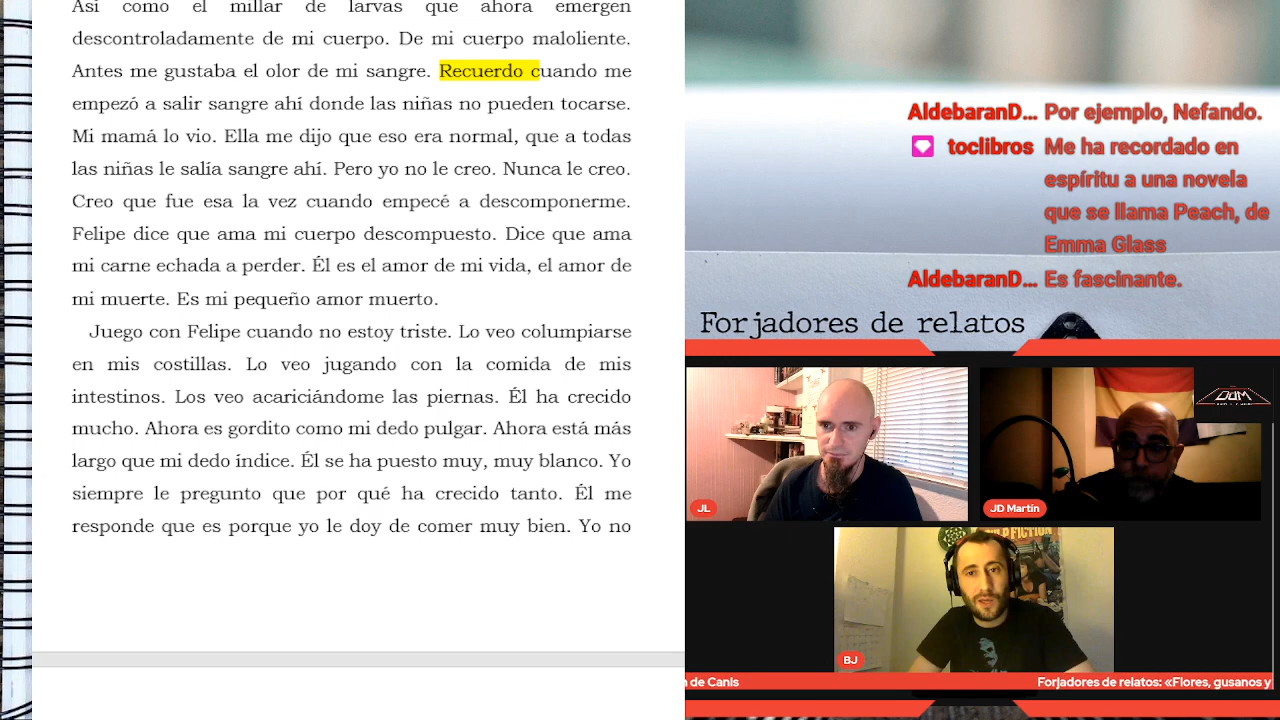 Así como el millar de larvas que ahora emergen
descontroladamente de mi cuerpo. De mi cuerpo maloliente.
Antes me gustaba el olor de mi sangre. Recuerdo cuando me
empezó a salir sangre ahí donde las niñas no pueden tocarse.
Mi mamá lo vio. Ella me dijo que eso era normal, que a todas
las niñas le salía sangre ahí. Pero yo no le creo. Nunca le creo.
Creo que fue esa la vez cuando empecé a descomponerme.
Felipe dice que ama mi cuerpo descompuesto. Dice que ama
mi carne echada a perder. Él es el amor de mi vida, el amor de
mi muerte. Es mi pequeño amor muerto.
Juego con Felipe cuando no estoy triste. Lo veo columpiarse
en mis costillas. Lo veo jugando con la comida de mis
intestinos. Los veo acariciándome las piernas. Él ha crecido
mucho. Ahora es gordito como mi dedo pulgar. Ahora está más
largo que mi dedo índice. Él se ha puesto muy, muy blanco. Yo
siempre le pregunto que por qué ha crecido tanto. Él me
responde que es porque yo le doy de comer muy bien. Yo no
AldebaranD... Por ejemplo, Nefando.
toclibros Me ha recordado en
espíritu a una novela
que se llama Peach, de
Emma Glass
AldebaranD... Es fascinante.
Forjadores de relatos
JL
JD Martín
BJ
de Canis
Forjadores de relatos: «Flores, gusanos y